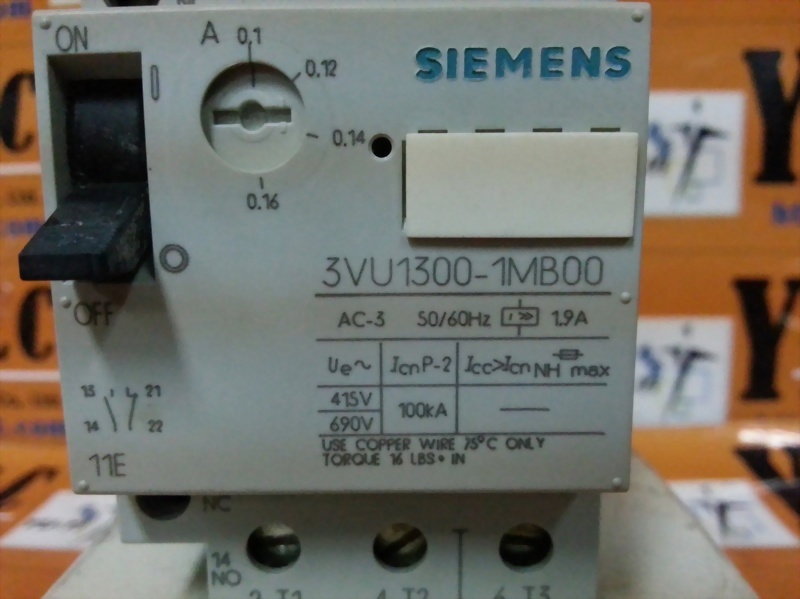 ON
A
0,1
0.12
0.14
0.16
SIEMENS
3VU1300-1MB00
OFF
AC-3 50/60Hz I >> 1.9A
Ue~ IcnP-2 Icc>Icn NH max
415V
690V
100kA
13 21
14 22
11E
USE COPPER WIRE 75°C ONLY
TORQUE 16 LBS • IN
NC
14
NO
2 T1 4 T2 6 T3